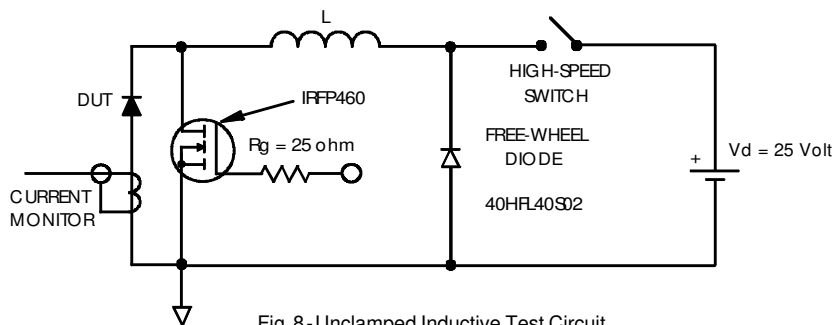 L
HIGH-SPEED
SWITCH
DUT
IRFP460
Rg = 25 ohm
FREE-WHEEL
DIODE
+
Vd = 25 Volt
40HFL40S02
CURRENT
MONITOR
Fig. 8 - Unclamped Inductive Test Circuit